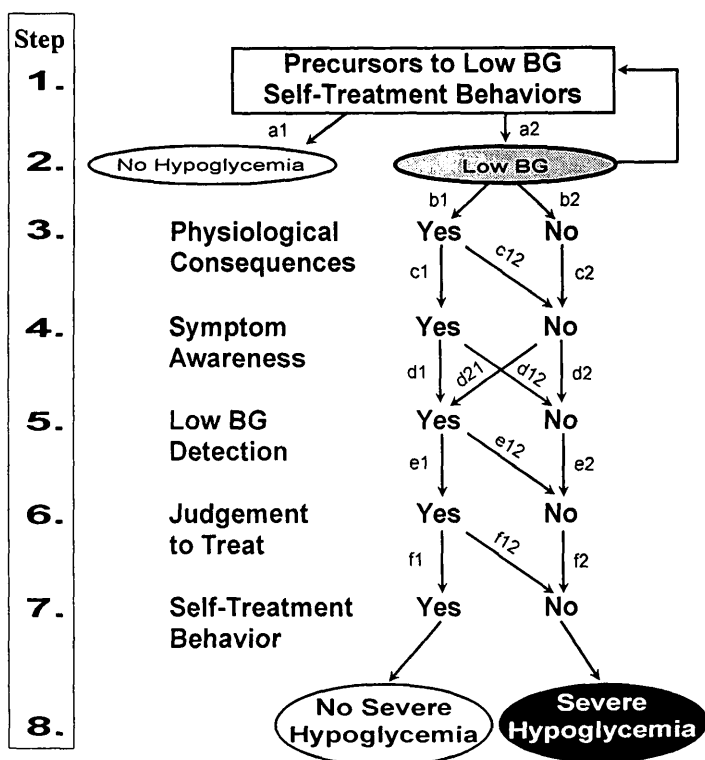 Step
1.
Precursors to Low BG
Self-Treatment Behaviors
a1
a2
2.
No Hypoglycemia
Low BG
b1
b2
3.
Physiological
Consequences
Yes
No
c1
c12
c2
4.
Symptom
Awareness
Yes
No
d1
d21
d12
d2
5.
Low BG
Detection
Yes
No
e1
e12
e2
6.
Judgement
to Treat
Yes
No
f1
f12
f2
7.
Self-Treatment
Behavior
Yes
No
8.
No Severe
Hypoglycemia
Severe
Hypoglycemia